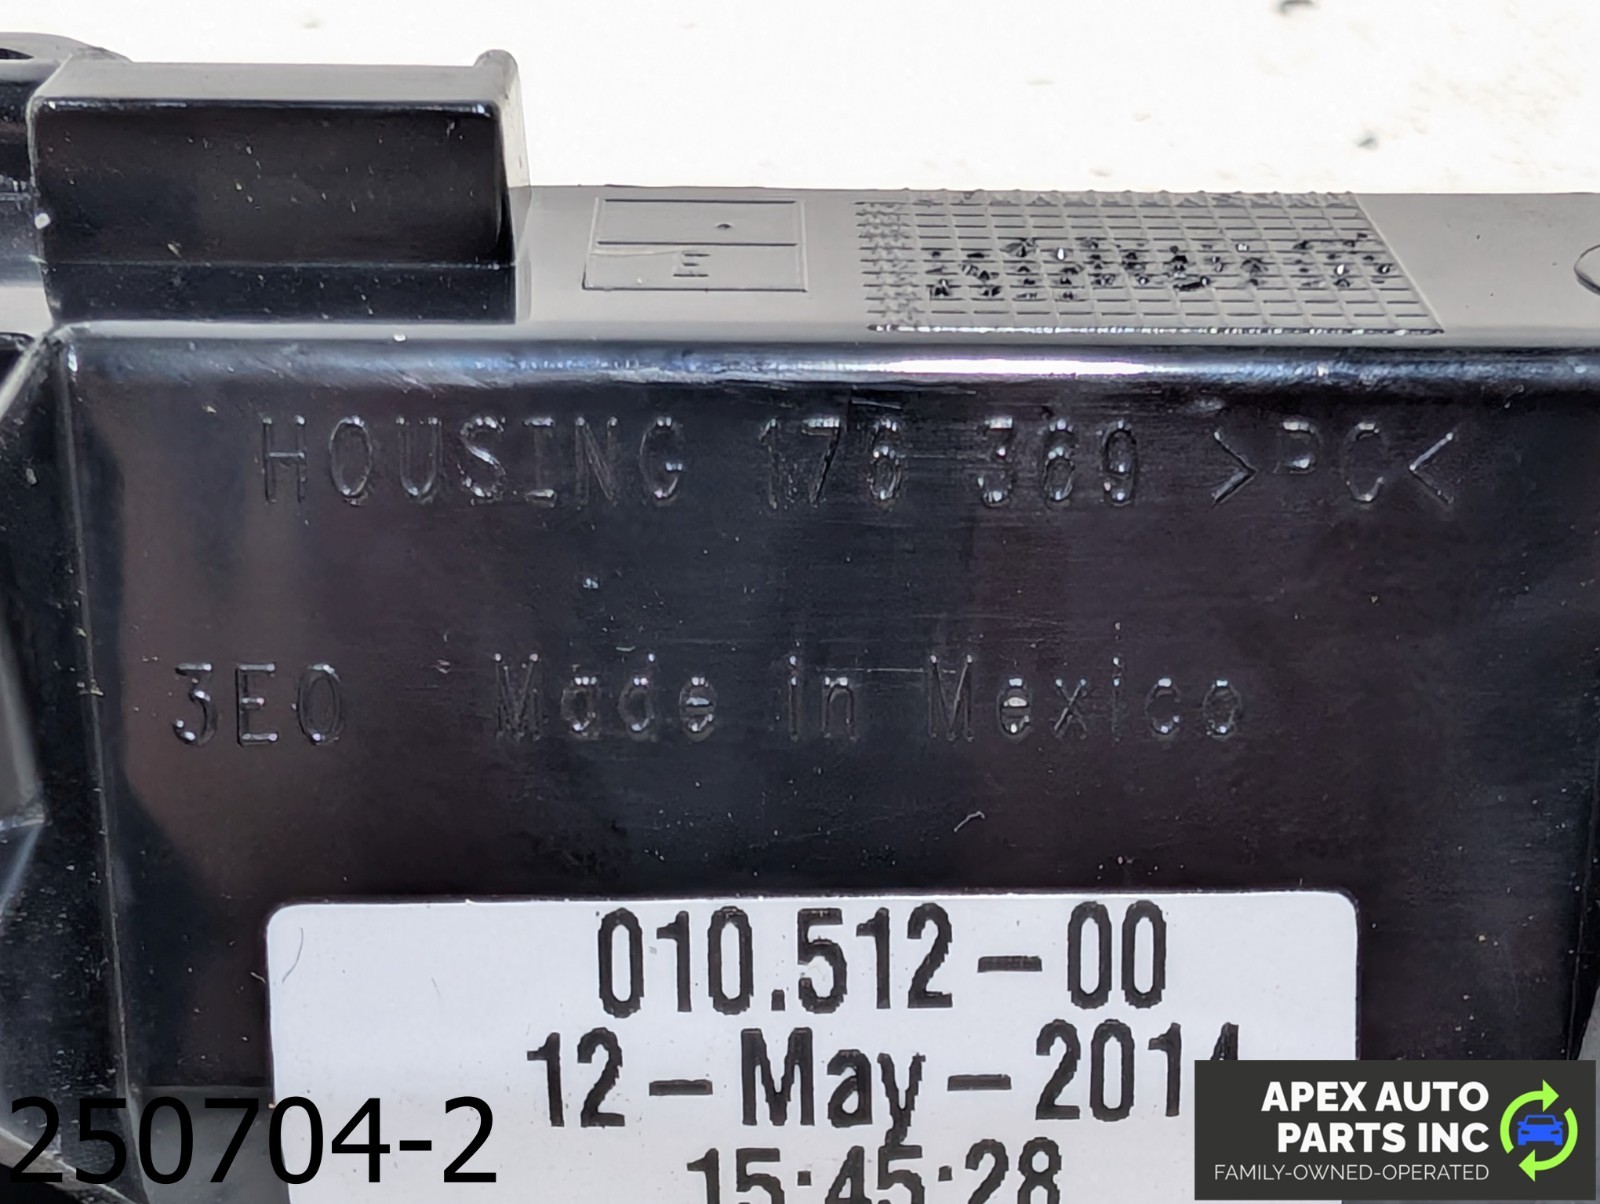 E
HOUSING 176 369 >PC<
3E0 Made in Mexico
010.512-00
12-May-2014
15:45:28
250704-2
APEX AUTO
PARTS INC
FAMILY-OWNED-OPERATED